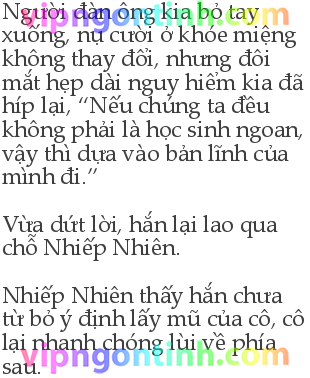 Người đàn ông kia bỏ tay
xuống, nụ cười ở khóe miệng
không thay đổi, nhưng đôi
mắt hẹp dài nguy hiểm kia đã
híp lại, “Nếu chúng ta đều
không phải là học sinh ngoan,
vậy thì dựa vào bản lĩnh của
mình đi.”
Vừa dứt lời, hắn lại lao qua
chỗ Nhiếp Nhiên.
Nhiếp Nhiên thấy hắn chưa
từ bỏ ý định lấy mũ của cô, cô
lại nhanh chóng lùi về phía
sau.
vipngontinh.com
vipngontinh.com